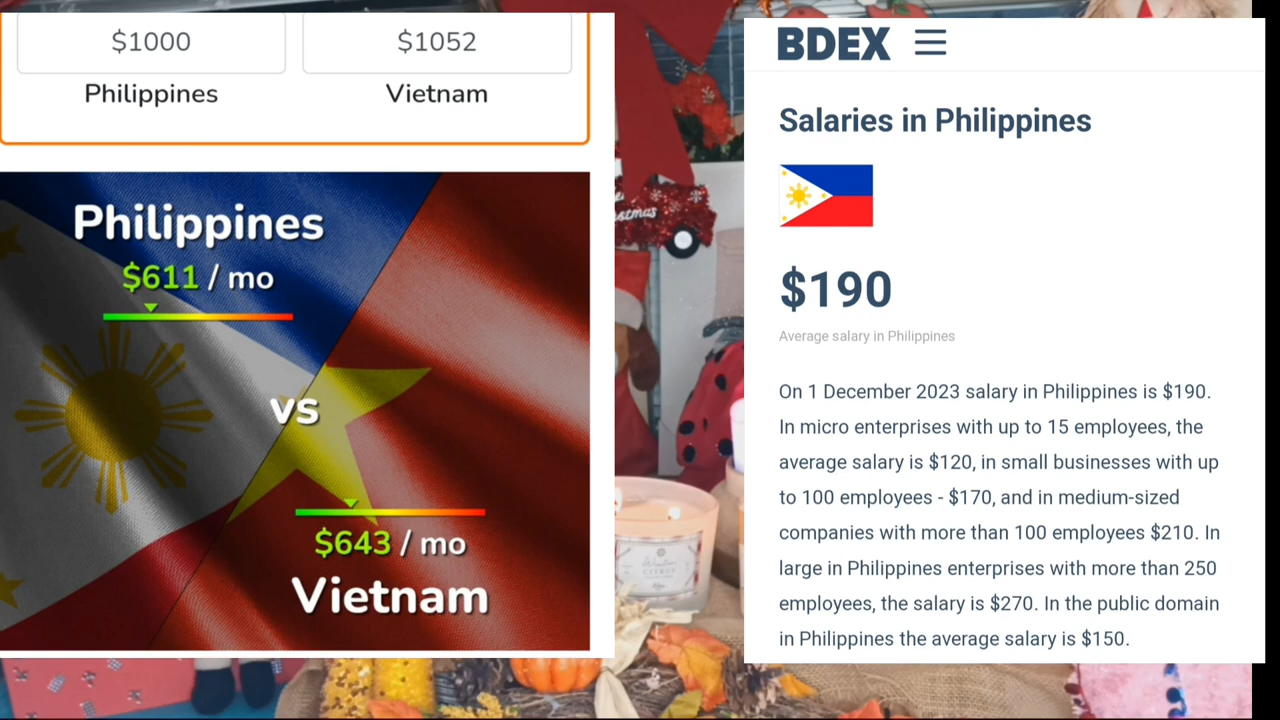 $1000
$1052
Philippines
Vietnam
Philippines
$611 / mo
vs
$643 / mo
Vietnam
BDEX
Salaries in Philippines
$190
Average salary in Philippines
On 1 December 2023 salary in Philippines is $190.
In micro enterprises with up to 15 employees, the
average salary is $120, in small businesses with up
to 100 employees - $170, and in medium-sized
companies with more than 100 employees $210. In
large in Philippines enterprises with more than 250
employees, the salary is $270. In the public domain
in Philippines the average salary is $150.
CITRUS